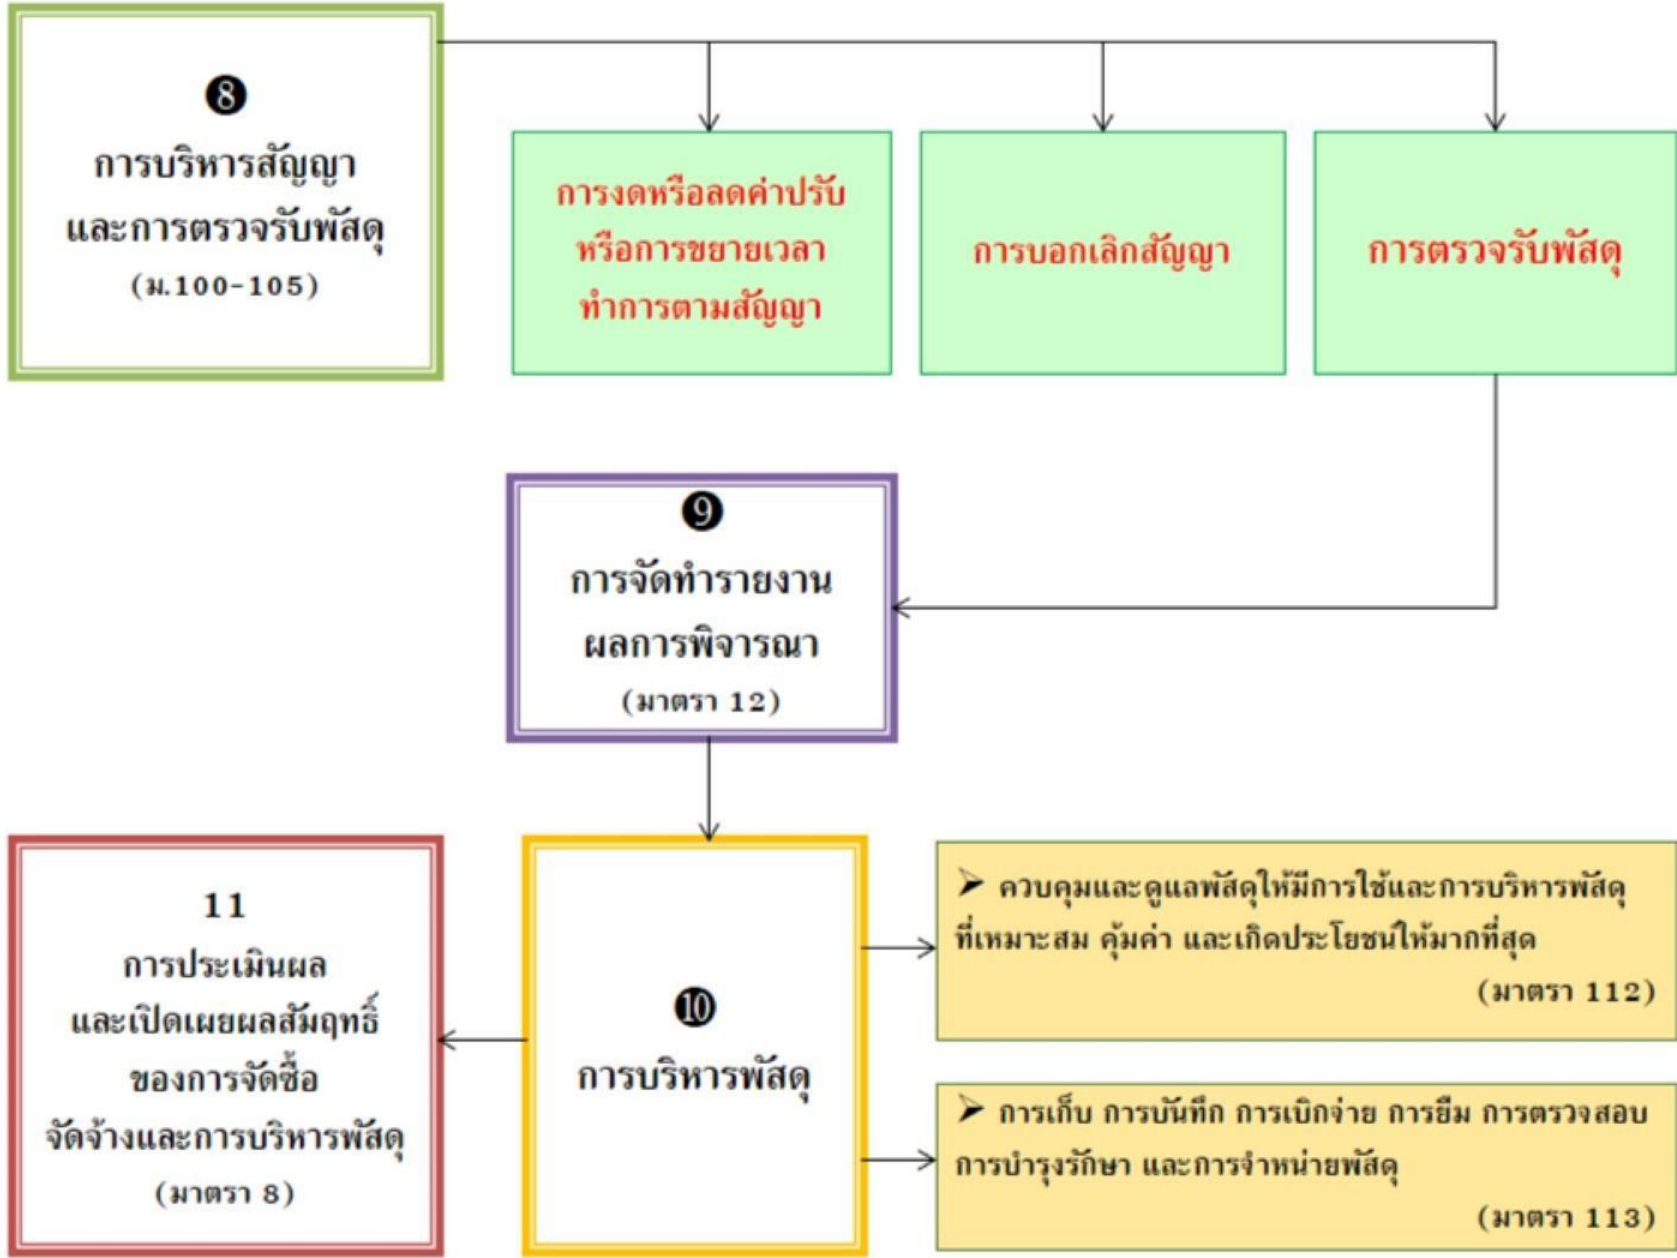 ❽
การบริหารสัญญา
และการตรวจรับพัสดุ
(ม.100-105)
การงดหรือลดค่าปรับ
หรือการขยายเวลา
ทำการตามสัญญา
การบอกเลิกสัญญา
การตรวจรับพัสดุ
❾
การจัดทำรายงาน
ผลการพิจารณา
(มาตรา 12)
❿
การบริหารพัสดุ
➢ ควบคุมและดูแลพัสดุให้มีการใช้และการบริหารพัสดุ
ที่เหมาะสม คุ้มค่า และเกิดประโยชน์ให้มากที่สุด
(มาตรา 112)
➢ การเก็บ การบันทึก การเบิกจ่าย การยืม การตรวจสอบ
การบำรุงรักษา และการจำหน่ายพัสดุ
(มาตรา 113)
11
การประเมินผล
และเปิดเผยผลสัมฤทธิ์
ของการจัดซื้อ
จัดจ้างและการบริหารพัสดุ
(มาตรา 8)